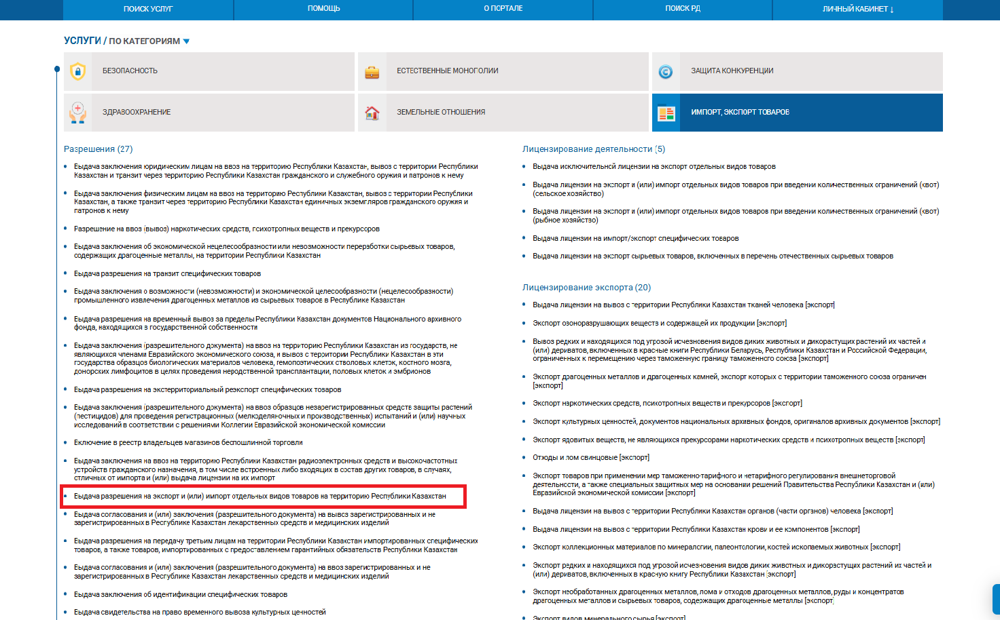 ПОИСК УСЛУГ
ПОМОЩЬ
О ПОРТАЛЕ
ПОИСК РД
ЛИЧНЫЙ КАБИНЕТ ↓
УСЛУГИ / ПО КАТЕГОРИЯМ ▼
БЕЗОПАСНОСТЬ
ЕСТЕСТВЕННЫЕ МОНОПОЛИИ
ЗАЩИТА КОНКУРЕНЦИИ
ЗДРАВООХРАНЕНИЕ
ЗЕМЕЛЬНЫЕ ОТНОШЕНИЯ
ИМПОРТ, ЭКСПОРТ ТОВАРОВ
Разрешения (27)
Выдача заключения юридическим лицам на ввоз на территорию Республики Казахстан, вывоз с территории Республики
Казахстан и транзит через территорию Республики Казахстан гражданского и служебного оружия и патронов к нему
Выдача заключения физическим лицам на ввоз на территорию Республики Казахстан, вывоз с территории Республики
Казахстан, а также транзит через территорию Республики Казахстан единичных экземпляров гражданского оружия и
патронов к нему
Разрешение на ввоз (вывоз) наркотических средств, психотропных веществ и прекурсоров
Выдача заключения об экономической нецелесообразности или невозможности переработки сырьевых товаров,
содержащих драгоценные металлы, на территории Республики Казахстан
Выдача разрешения на транзит специфических товаров
Выдача заключения о возможности (невозможности) и экономической целесообразности (нецелесообразности)
промышленного извлечения драгоценных металлов из сырьевых товаров в Республике Казахстан
Выдача разрешения на временный вывоз за пределы Республики Казахстан документов Национального архивного
фонда, находящихся в государственной собственности
Выдача заключения (разрешительного документа) на ввоз на территорию Республики Казахстан из государств, не
являющихся членами Евразийского экономического союза, и вывоз с территории Республики Казахстан в эти
государства образцов биологических материалов человека, гемопоэтических стволовых клеток, костного мозга,
донорских лимфоцитов в целях проведения неродственной трансплантации, половых клеток и эмбрионов
Выдача разрешения на экстерриториальный реэкспорт специфических товаров
Выдача заключения (разрешительного документа) на ввоз образцов незарегистрированных средств защиты растений
(пестицидов) для проведения регистрационных (мелкоделяночных и производственных) испытаний и (или) научных
исследований в соответствии с решениями Коллегии Евразийской экономической комиссии
Включение в реестр владельцев магазинов беспошлинной торговли
Выдача заключения на ввоз на территорию Республики Казахстан радиоэлектронных средств и высокочастотных
устройств гражданского назначения, в том числе встроенных либо входящих в состав других товаров, в случаях,
отличных от импорта и (или) выдача лицензии на их импорт
Выдача разрешения на экспорт и (или) импорт отдельных видов товаров на территорию Республики Казахстан
Выдача согласования и (или) заключения (разрешительного документа) на вывоз зарегистрированных и не
зарегистрированных в Республике Казахстан лекарственных средств и медицинских изделий
Выдача разрешения на передачу третьим лицам на территории Республики Казахстан импортированных специфических
товаров, а также товаров, импортированных с предоставлением гарантийных обязательств Республики Казахстан
Выдача согласования и (или) заключения (разрешительного документа) на ввоз зарегистрированных и не
зарегистрированных в Республике Казахстан лекарственных средств и медицинских изделий
Выдача заключения об идентификации специфических товаров
Выдача свидетельства на право временного вывоза культурных ценностей
Лицензирование деятельности (5)
Выдача исключительной лицензии на экспорт отдельных видов товаров
Выдача лицензии на экспорт и (или) импорт отдельных видов товаров при введении количественных ограничений (квот)
(сельское хозяйство)
Выдача лицензии на экспорт и (или) импорт отдельных видов товаров при введении количественных ограничений (квот)
(рыбное хозяйство)
Выдача лицензии на импорт/экспорт специфических товаров
Выдача лицензии на экспорт сырьевых товаров, включенных в перечень отечественных сырьевых товаров
Лицензирование экспорта (20)
Выдача лицензии на вывоз с территории Республики Казахстан тканей человека [экспорт]
Экспорт озоноразрушающих веществ и содержащей их продукции [экспорт]
Вывоз редких и находящихся под угрозой исчезновения видов диких животных и дикорастущих растений их частей и
(или) дериватов, включенных в красные книги Республики Беларусь, Республики Казахстан и Российской Федерации,
ограниченных к перемещению через таможенную границу таможенного союза [экспорт]
Экспорт драгоценных металлов и драгоценных камней, экспорт которых с территории таможенного союза ограничен
[экспорт]
Экспорт наркотических средств, психотропных веществ и прекурсоров [экспорт]
Экспорт культурных ценностей, документов национальных архивных фондов, оригиналов архивных документов [экспорт]
Экспорт ядовитых веществ, не являющихся прекурсорами наркотических средств и психотропных веществ [экспорт]
Отходы и лом свинцовые [экспорт]
Экспорт товаров при применении мер таможенно-тарифного и нетарифного регулирования внешнеторговой
деятельности, а также специальных защитных мер на основании решений Правительства Республики Казахстан и (или)
Евразийской экономической комиссии [экспорт]
Выдача лицензии на вывоз с территории Республики Казахстан органов (части органов) человека [экспорт]
Выдача лицензии на вывоз с территории Республики Казахстан крови и ее компонентов [экспорт]
Экспорт коллекционных материалов по минералогии, палеонтологии, костей ископаемых животных [экспорт]
Экспорт редких и находящихся под угрозой исчезновения видов диких животных и дикорастущих растений их частей и
(или) дериватов, включенных в красную книгу Республики Казахстан [экспорт]
Экспорт необработанных драгоценных металлов, лома и отходов драгоценных металлов, руды и концентратов
драгоценных металлов и сырьевых товаров, содержащих драгоценные металлы [экспорт]
Экспорт видов минерального сырья [экспорт]